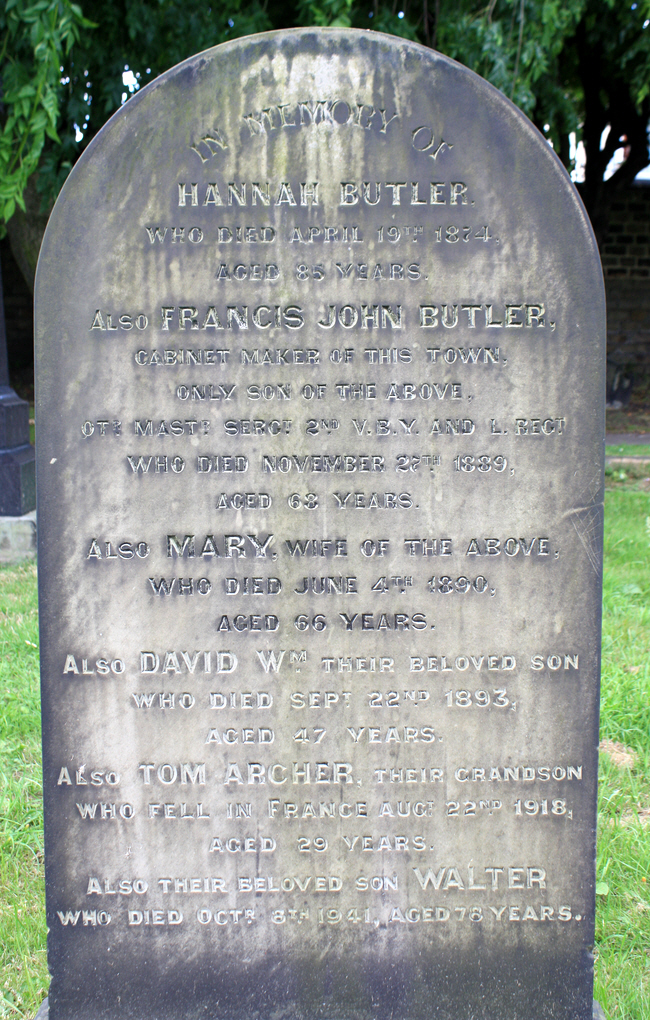 IN MEMORY OF
HANNAH BUTLER.
WHO DIED APRIL 19TH 1874.
AGED 85 YEARS.
ALSO FRANCIS JOHN BUTLER,
CABINET MAKER OF THIS TOWN,
ONLY SON OF THE ABOVE,
QTR MASTR SERGT 2ND V.B.Y. AND L. REGT
WHO DIED NOVEMBER 27TH 1889,
AGED 68 YEARS.
ALSO MARY, WIFE OF THE ABOVE,
WHO DIED JUNE 4TH 1890,
AGED 66 YEARS.
ALSO DAVID WM THEIR BELOVED SON
WHO DIED SEPT 22ND 1893,
AGED 47 YEARS.
ALSO TOM ARCHER, THEIR GRANDSON
WHO FELL IN FRANCE AUGT 22ND 1918,
AGED 29 YEARS.
ALSO THEIR BELOVED SON WALTER
WHO DIED OCTR 8TH 1941, AGED 78 YEARS.